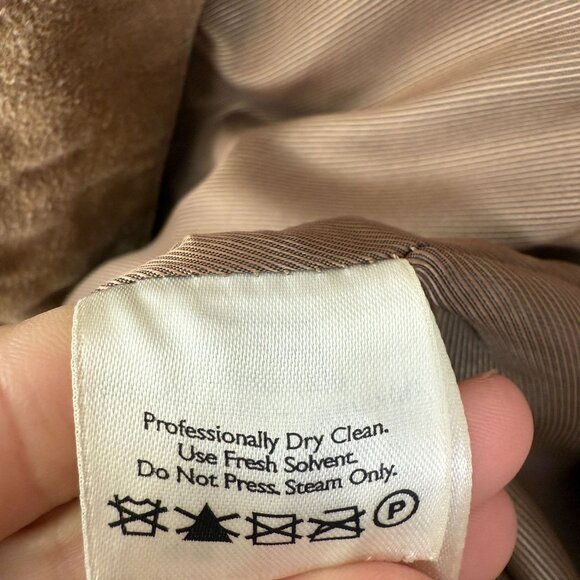 Professionally Dry Clean.
Use Fresh Solvent.
Do Not Press. Steam Only.
P